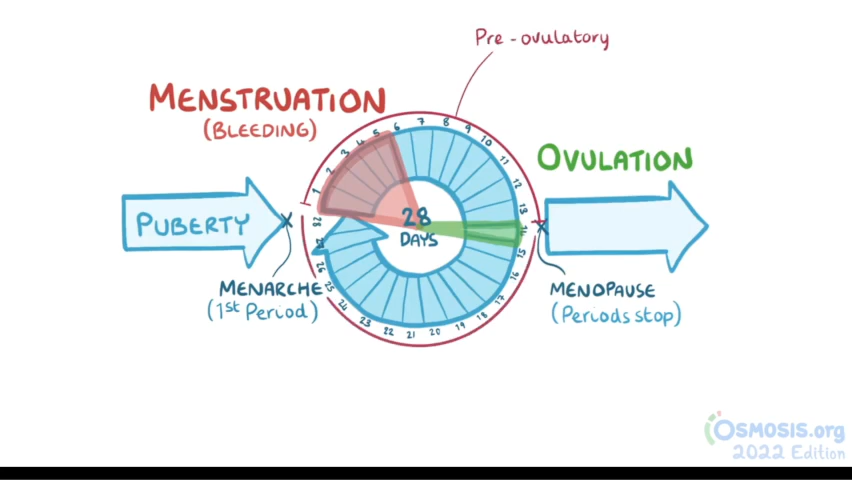 Pre-ovulatory
MENSTRUATION
(BLEEDING)
OVULATION
PUBERTY
MENARCHE
(1st Period)
28
DAYS
1
2
3
4
5
6
7
8
9
10
11
12
13
14
15
16
17
18
19
20
21
22
23
24
25
26
27
28
MENOPAUSE
(Periods stop)
OSMOSIS.org
2022 Edition